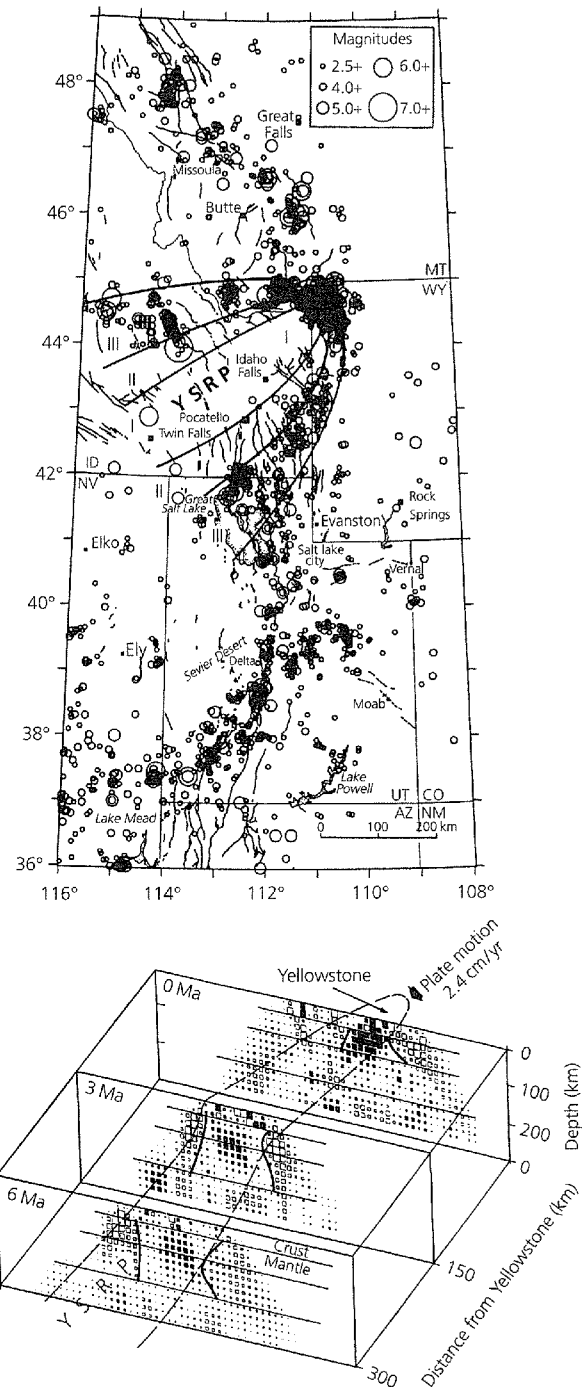 Magnitudes
2.5+ 6.0+
4.0+
5.0+ 7.0+
48°
Great
Falls
Missoula
46°
Butte
MT
WY
44°
III
I
Idaho
Falls
II
YSRP
Pocatello
I
Twin Falls
42°
ID
NV
II
Great
Salt Lake
Rock
Springs
Evanston
III
Elko
Salt lake
city
Verna
40°
Ely
Sevier Desert
Delta
Moab
38°
Lake
Powell
UT CO
AZ NM
Lake Mead
0 100 200 km
36°
116° 114° 112° 110° 108°
Plate motion
2.4 cm/yr
Yellowstone
0 Ma
0
100
200
0
Depth (km)
3 Ma
150
6 Ma
Crust
Mantle
Y S R P
300
Distance from Yellowstone (km)